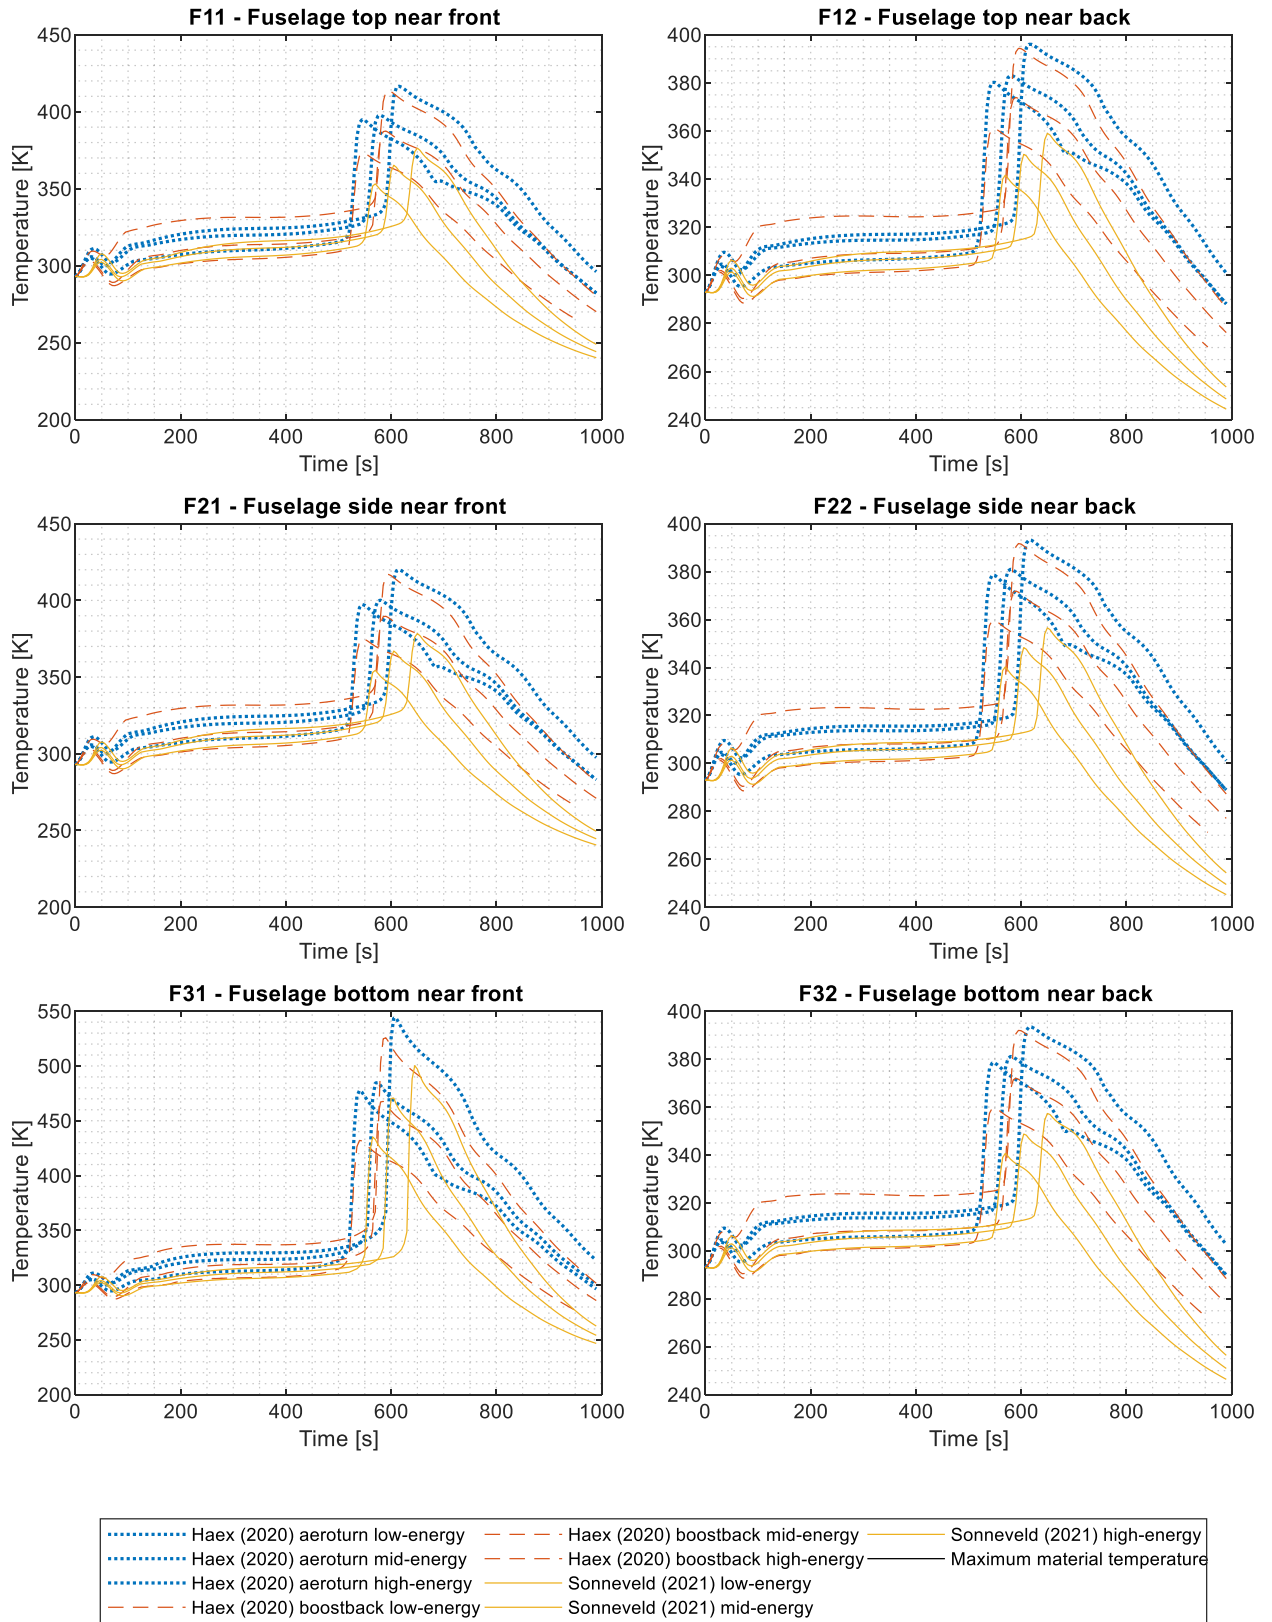 F11 - Fuselage top near front
F12 - Fuselage top near back
450
400
350
300
250
200
Temperature [K]
0
200
400
600
800
1000
Time [s]
400
380
360
340
320
300
280
260
240
Temperature [K]
0
200
400
600
800
1000
Time [s]
F21 - Fuselage side near front
F22 - Fuselage side near back
450
400
350
300
250
200
Temperature [K]
0
200
400
600
800
1000
Time [s]
400
380
360
340
320
300
280
260
240
Temperature [K]
0
200
400
600
800
1000
Time [s]
F31 - Fuselage bottom near front
F32 - Fuselage bottom near back
550
500
450
400
350
300
250
200
Temperature [K]
0
200
400
600
800
1000
Time [s]
400
380
360
340
320
300
280
260
240
Temperature [K]
0
200
400
600
800
1000
Time [s]
Haex (2020) aeroturn low-energy
Haex (2020) aeroturn mid-energy
Haex (2020) aeroturn high-energy
Haex (2020) boostback low-energy
Haex (2020) boostback mid-energy
Haex (2020) boostback high-energy
Sonneveld (2021) low-energy
Sonneveld (2021) mid-energy
Sonneveld (2021) high-energy
Maximum material temperature